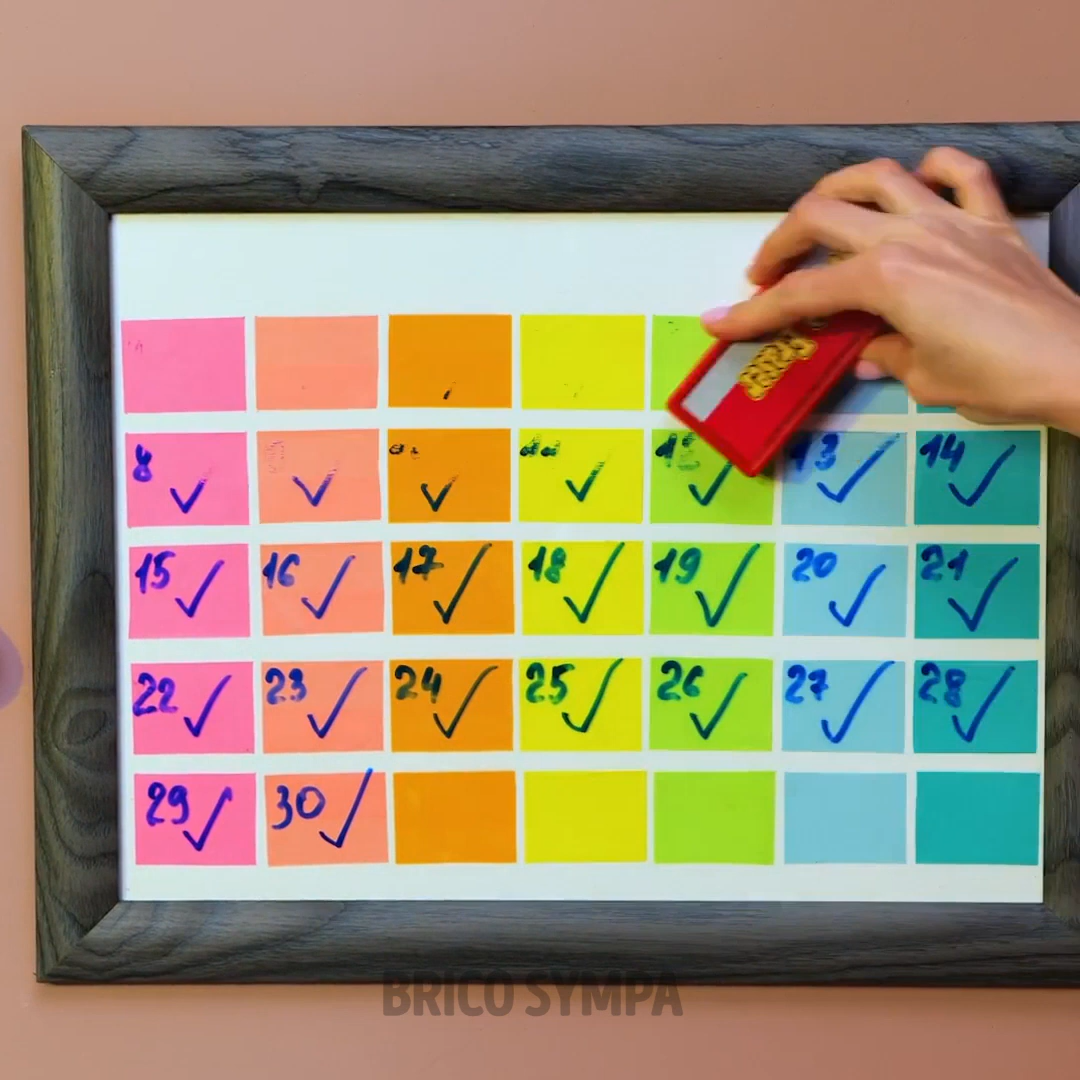 8 ✓ ✓ ✓ ✓ ✓ 13 ✓ 14 ✓
15 ✓ 16 ✓ 17 ✓ 18 ✓ 19 ✓ 20 ✓ 21 ✓
22 ✓ 23 ✓ 24 ✓ 25 ✓ 26 ✓ 27 ✓ 28 ✓
29 ✓ 30 ✓
BRICO SYMPA